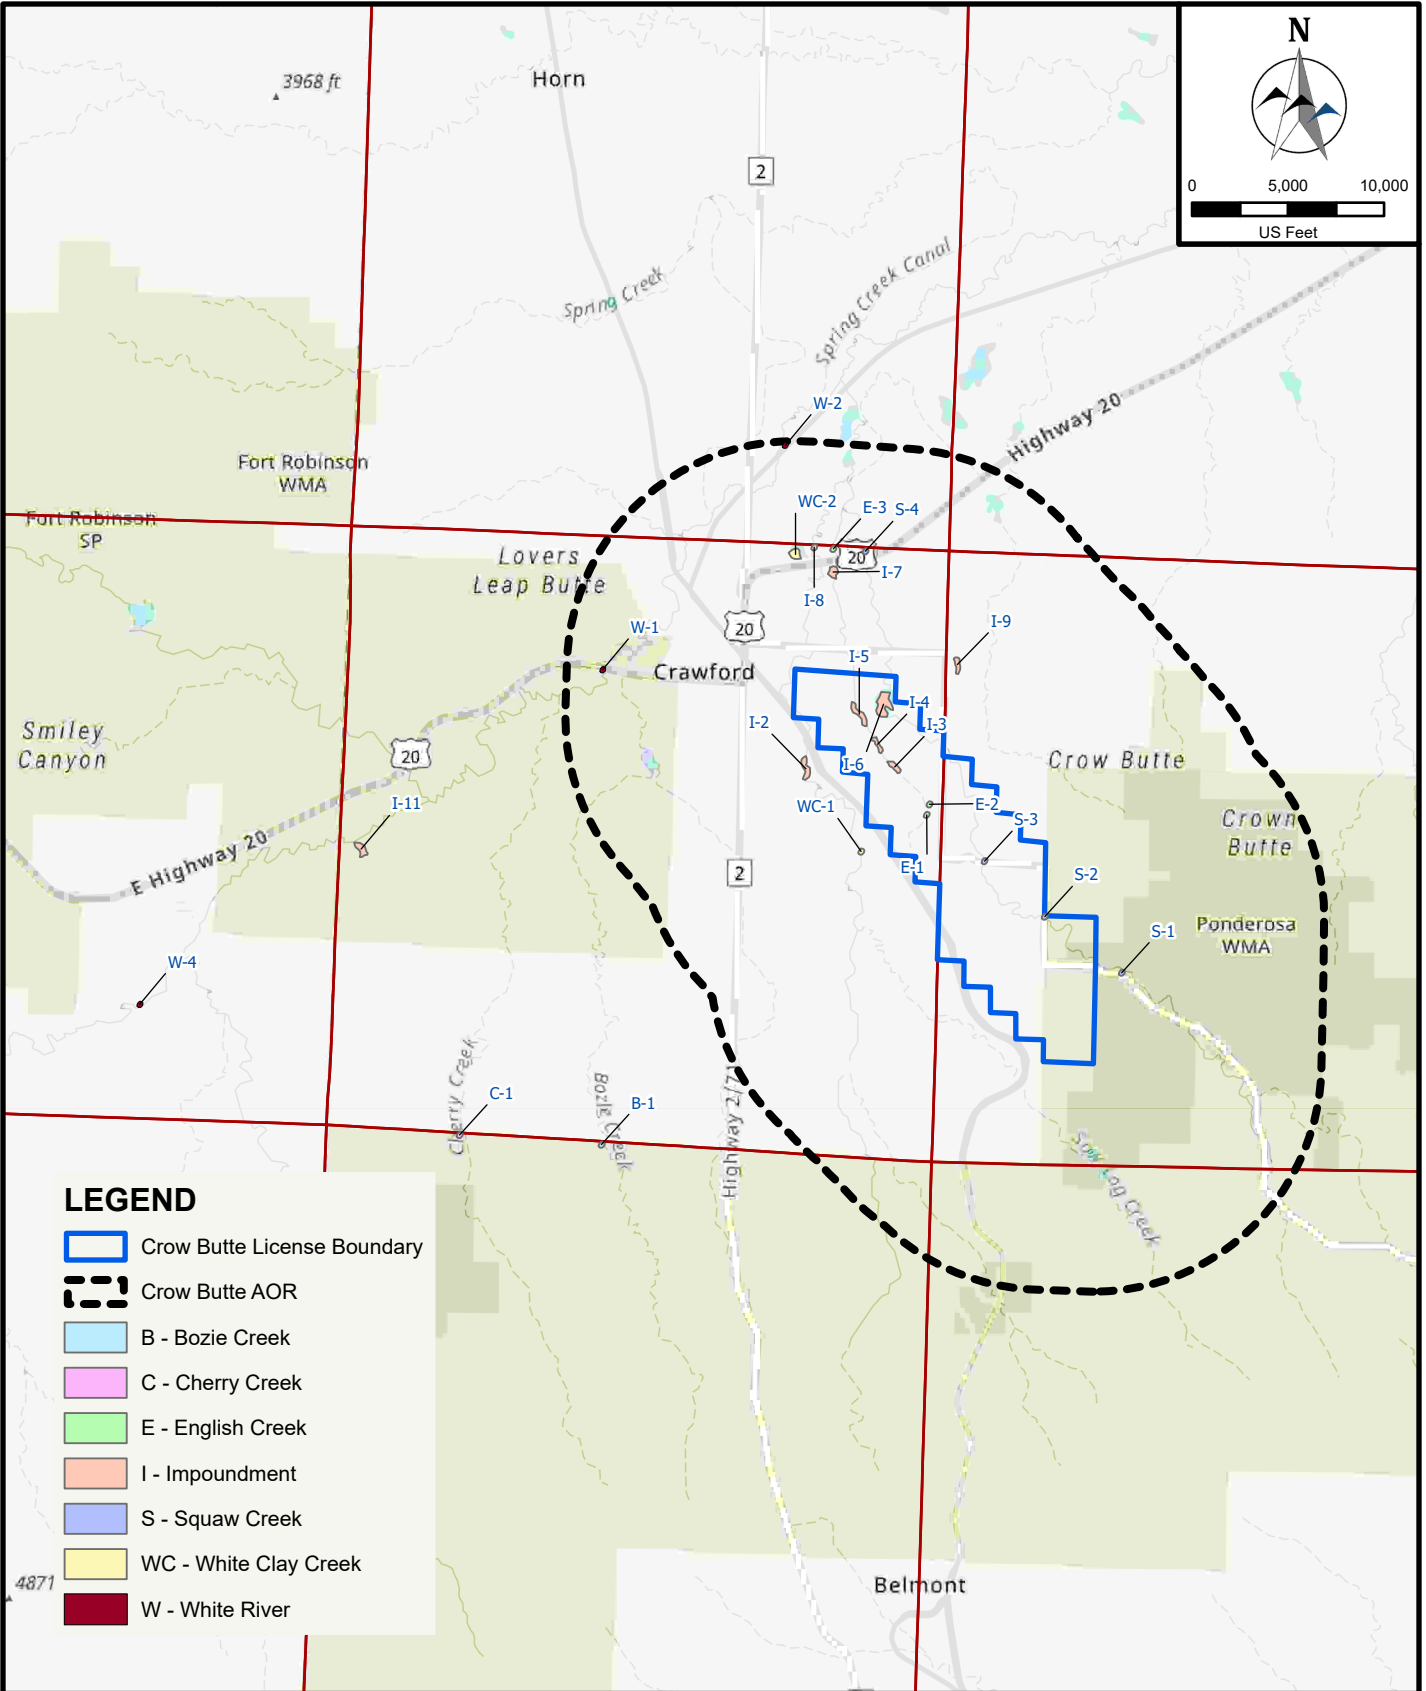 N
0 5,000 10,000
US Feet
3968 ft
Horn
2
Spring Creek
Spring Creek Canal
Highway 20
W-2
Fort Robinson
WMA
Fort Robinson
SP
Lovers
Leap Butte
WC-2
E-3
S-4
20
I-7
I-8
20
W-1
Crawford
I-9
I-5
I-4
I-3
I-2
I-6
Smiley
Canyon
20
I-11
E Highway 20
WC-1
E-2
S-3
E-1
Crow Butte
Crown
Butte
2
S-2
Ponderosa
WMA
S-1
W-4
Cherry Creek
C-1
Bozle Creek
B-1
Highway 2/71
Creek
LEGEND
Crow Butte License Boundary
Crow Butte AOR
B - Bozie Creek
C - Cherry Creek
E - English Creek
I - Impoundment
S - Squaw Creek
WC - White Clay Creek
W - White River
4871
Belmont